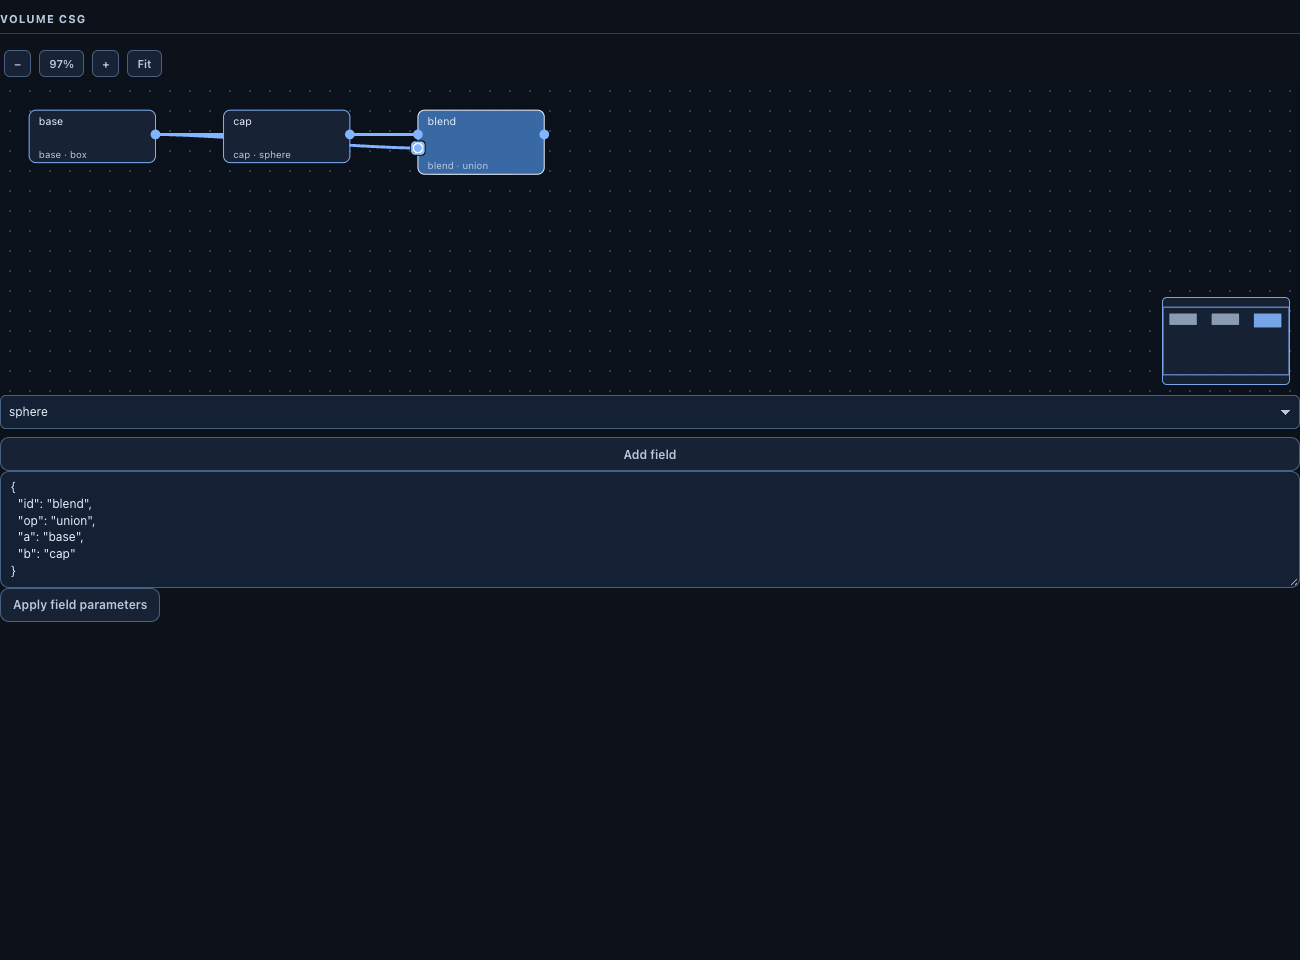 VOLUME CSG
−
97%
+
Fit
base
base · box
cap
cap · sphere
blend
blend · union
sphere
Add field
{
"id": "blend",
"op": "union",
"a": "base",
"b": "cap"
}
Apply field parameters